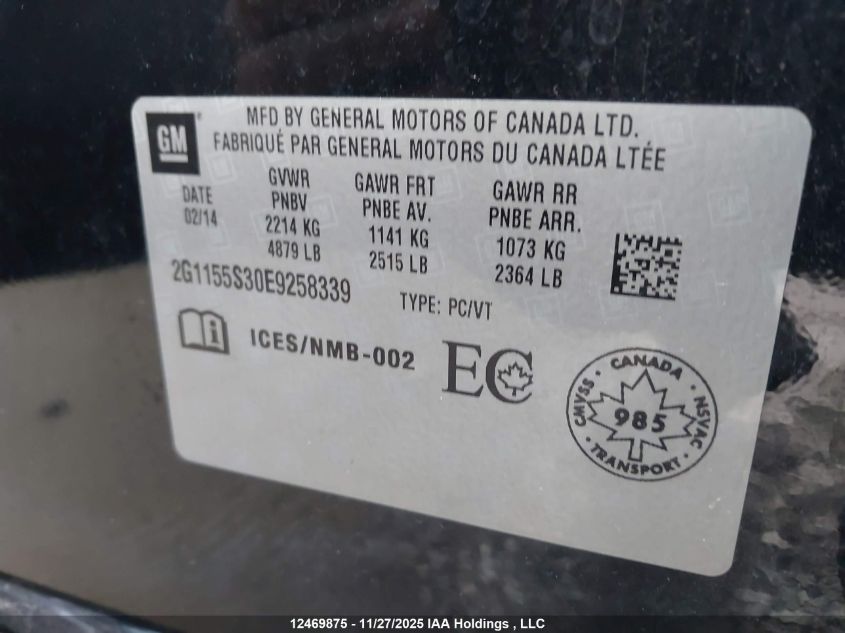 GM
MFD BY GENERAL MOTORS OF CANADA LTD.
FABRIQUÉ PAR GENERAL MOTORS DU CANADA LTÉE
DATE
02/14
GVWR
PNBV
2214 KG
4879 LB
GAWR FRT
PNBE AV.
1141 KG
2515 LB
GAWR RR
PNBE ARR.
1073 KG
2364 LB
2G1155S30E9258339
TYPE: PC/VT
ICES/NMB-002
EC
CANADA
CMVSS
985
NSVAC
TRANSPORT
12469875 - 11/27/2025 IAA Holdings , LLC